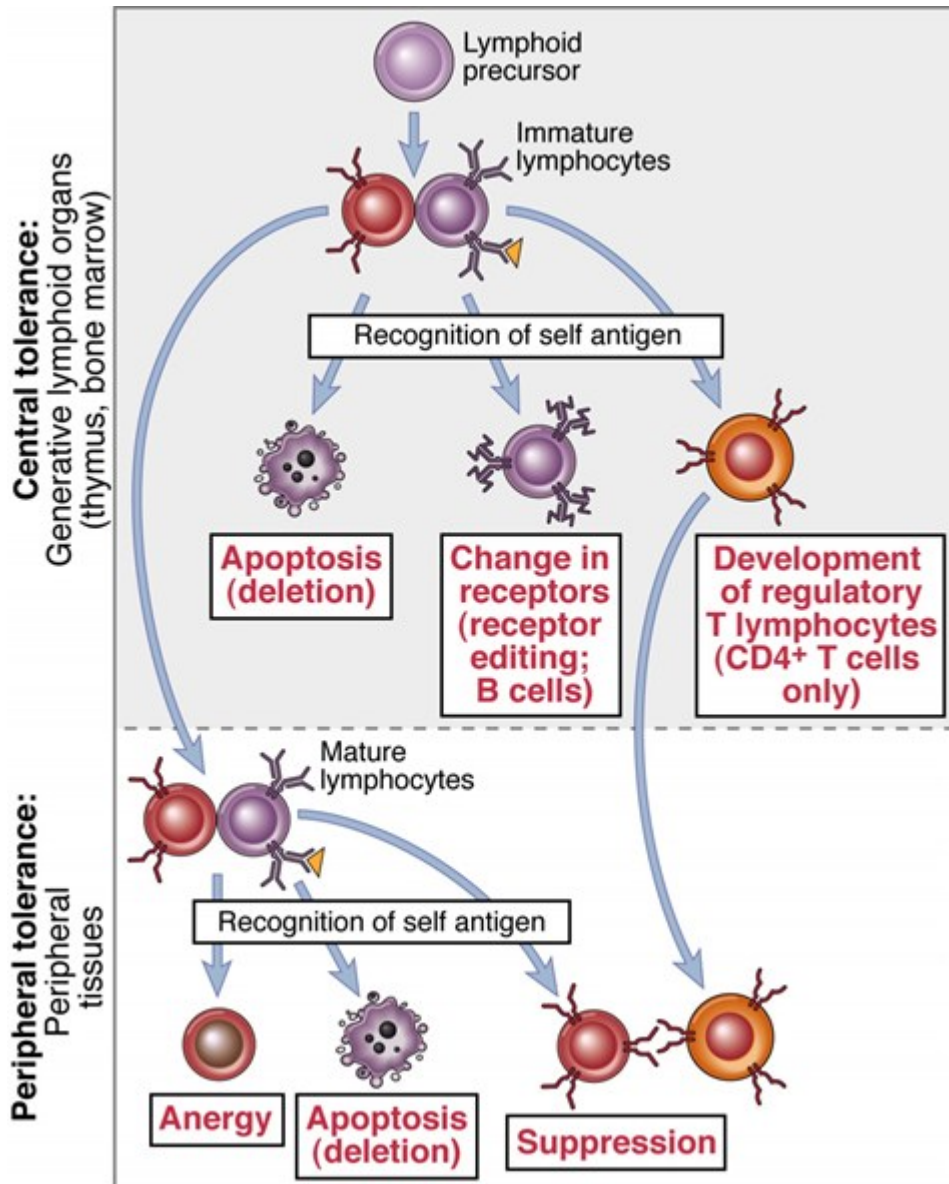 Lymphoid
precursor
Immature
lymphocytes
Central tolerance:
Generative lymphoid organs
(thymus, bone marrow)
Recognition of self antigen
Apoptosis
(deletion)
Change in
receptors
(receptor
editing;
B cells)
Development
of regulatory
T lymphocytes
(CD4+ T cells
only)
Mature
lymphocytes
Peripheral tolerance:
Peripheral
tissues
Recognition of self antigen
Anergy
Apoptosis
(deletion)
Suppression